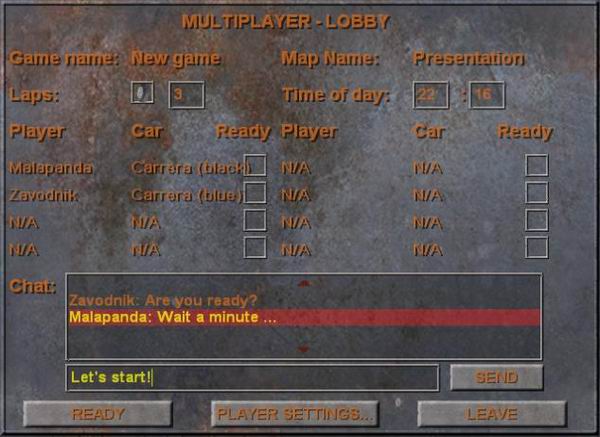 MULTIPLAYER - LOBBY
Game name: New game Map Name: Presentation
Laps: 3 Time of day: 22 : 16
Player Car Ready Player Car Ready
Malapanda Carrera (black) N/A N/A
Zavodnik Carrera (blue) N/A N/A
N/A N/A N/A N/A
N/A N/A N/A N/A
Chat:
Zavodnik: Are you ready?
Malapanda: Wait a minute ...
Let's start! SEND
READY PLAYER SETTINGS... LEAVE